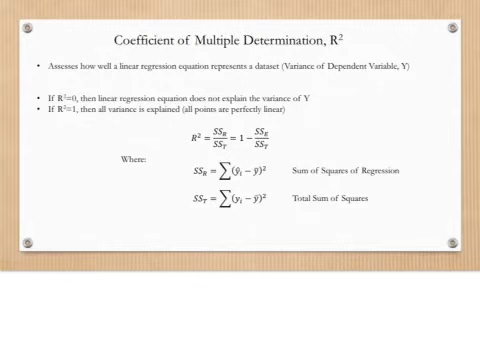 Coefficient of Multiple Determination, R²
• Assesses how well a linear regression equation represents a dataset (Variance of Dependent Variable, Y)
• If R²=0, then linear regression equation does not explain the variance of Y
• If R²=1, then all variance is explained (all points are perfectly linear)
R² = SS_R/SS_T = 1 − SS_E/SS_T
Where:
SS_R = ∑(ŷ_i − ȳ)² Sum of Squares of Regression
SS_T = ∑(y_i − ȳ)² Total Sum of Squares